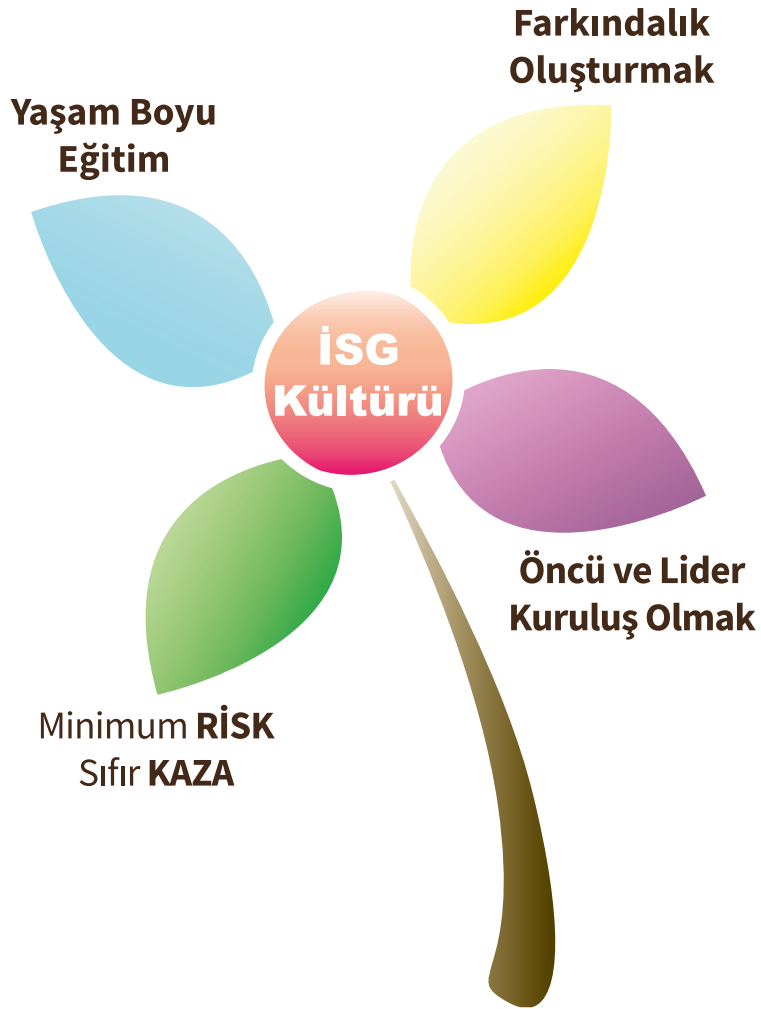 Farkındalık
Oluşturmak
Yaşam Boyu
Eğitim
İSG
Kültürü
Öncü ve Lider
Kuruluş Olmak
Minimum RİSK
Sıfır KAZA